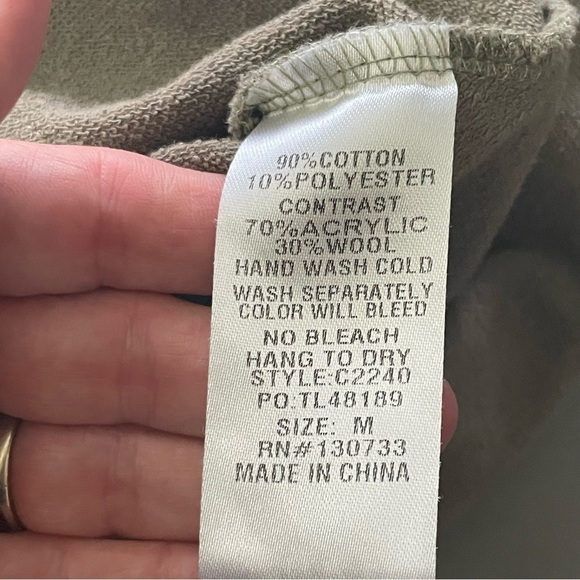 90%COTTON
10%POLYESTER
CONTRAST
70%ACRYLIC
30%WOOL
HAND WASH COLD
WASH SEPARATELY
COLOR WILL BLEED
NO BLEACH
HANG TO DRY
STYLE:C2240
PO:TL48189
SIZE: M
RN#130733
MADE IN CHINA